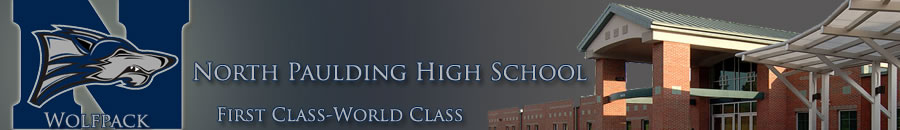 N
WOLFPACK
NORTH PAULDING HIGH SCHOOL
FIRST CLASS-WORLD CLASS